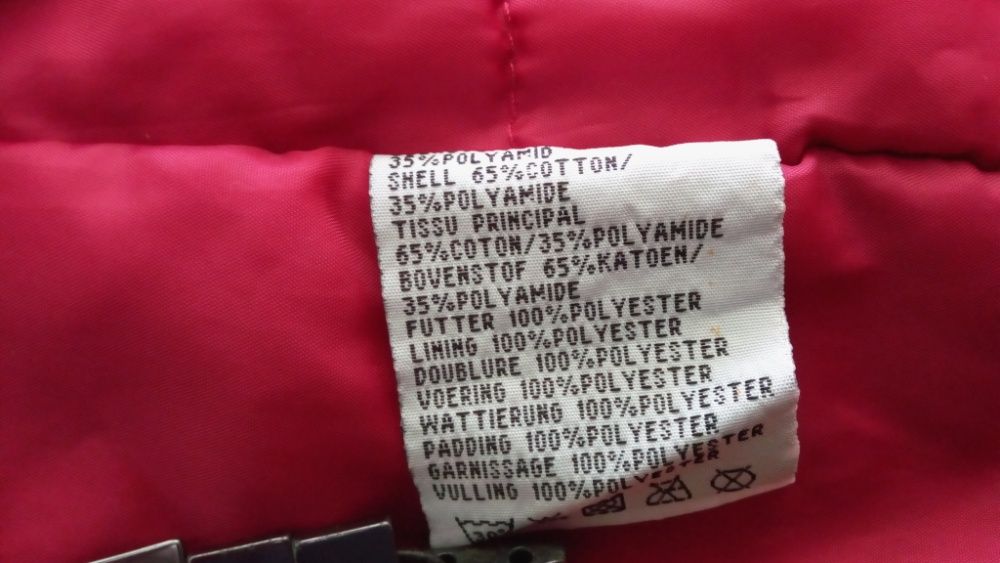 35%POLYAMID
SHELL 65%COTTON/
35%POLYAMIDE
TISSU PRINCIPAL
65%COTON/35%POLYAMIDE
BOVENSTOF 65%KATOEN/
35%POLYAMIDE
FUTTER 100%POLYESTER
LINING 100%POLYESTER
DOUBLURE 100%POLYESTER
VOERING 100%POLYESTER
WATTIERUNG 100%POLYESTER
PADDING 100%POLYESTER
GARNISSAGE 100%POLYESTER
VULLING 100%POLYESTER
30°